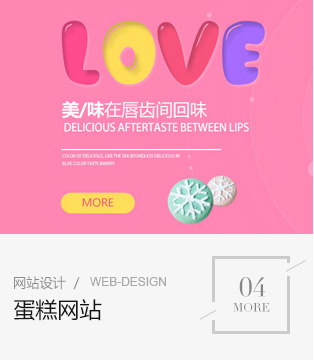 LOVE
美/味在唇齿间回味
DELICIOUS AFTERTASTE BETWEEN LIPS
COLOR OF DELICIOUS, LIKE THE SEA BOUNDLESS DELICIOUS IN
BLUE COLOR TASTE BAKERY
MORE
网站设计 / WEB-DESIGN
蛋糕网站
04
MORE